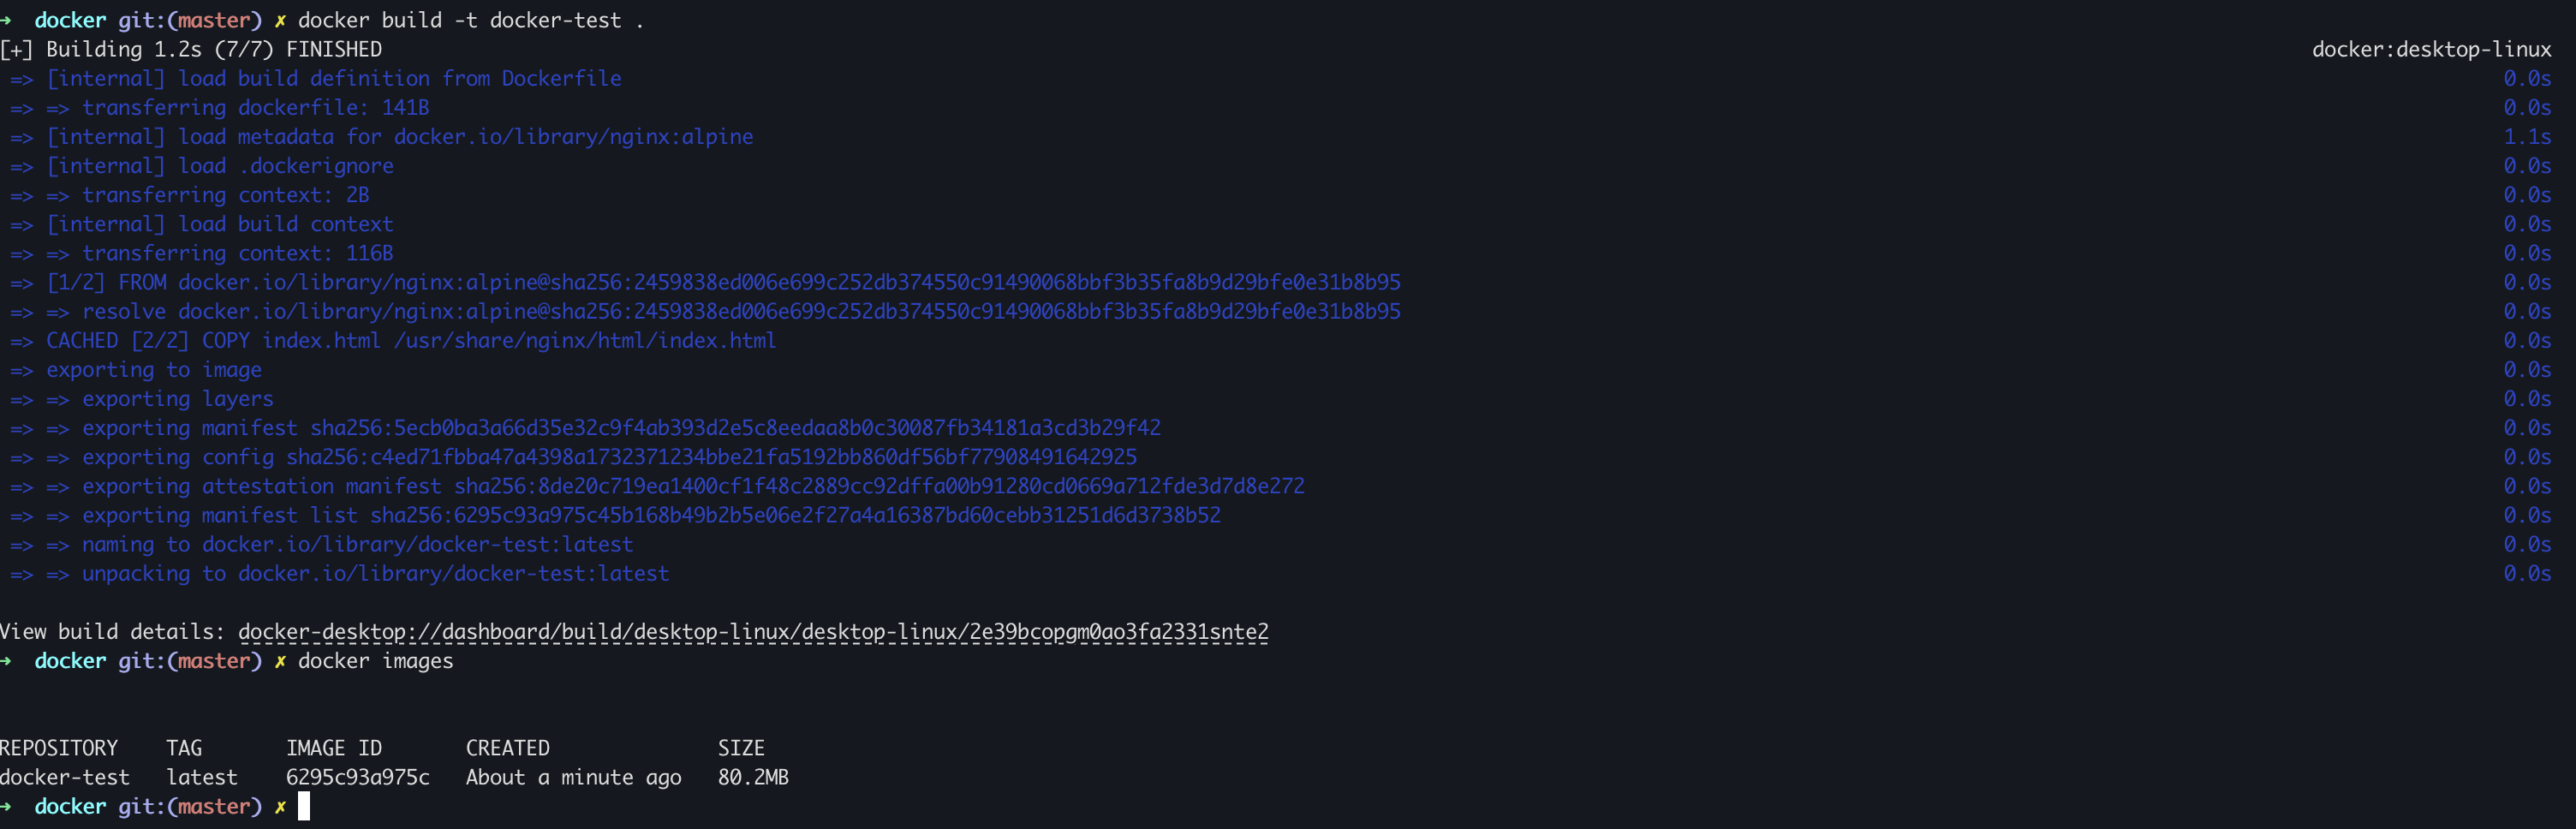 → docker git:(master) ✗ docker build -t docker-test .
[+] Building 1.2s (7/7) FINISHED docker:desktop-linux
=> [internal] load build definition from Dockerfile 0.0s
=> => transferring dockerfile: 141B 0.0s
=> [internal] load metadata for docker.io/library/nginx:alpine 1.1s
=> [internal] load .dockerignore 0.0s
=> => transferring context: 2B 0.0s
=> [internal] load build context 0.0s
=> => transferring context: 116B 0.0s
=> [1/2] FROM docker.io/library/nginx:alpine@sha256:2459838ed006e699c252db374550c91490068bbf3b35fa8b9d29bfe0e31b8b95 0.0s
=> => resolve docker.io/library/nginx:alpine@sha256:2459838ed006e699c252db374550c91490068bbf3b35fa8b9d29bfe0e31b8b95 0.0s
=> CACHED [2/2] COPY index.html /usr/share/nginx/html/index.html 0.0s
=> exporting to image 0.0s
=> => exporting layers 0.0s
=> => exporting manifest sha256:5ecb0ba3a66d35e32c9f4ab393d2e5c8eedaa8b0c30087fb34181a3cd3b29f42 0.0s
=> => exporting config sha256:c4ed71fbba47a4398a1732371234bbe21fa5192bb860df56bf77908491642925 0.0s
=> => exporting attestation manifest sha256:8de20c719ea1400cf1f48c2889cc92dffa00b91280cd0669a712fde3d7d8e272 0.0s
=> => exporting manifest list sha256:6295c93a975c45b168b49b2b5e06e2f27a4a16387bd60cebb31251d6d3738b52 0.0s
=> => naming to docker.io/library/docker-test:latest 0.0s
=> => unpacking to docker.io/library/docker-test:latest 0.0s
View build details: docker-desktop://dashboard/build/desktop-linux/desktop-linux/2e39bcopgm0ao3fa2331snte2
→ docker git:(master) ✗ docker images
REPOSITORY TAG IMAGE ID CREATED SIZE
docker-test latest 6295c93a975c About a minute ago 80.2MB
→ docker git:(master) ✗